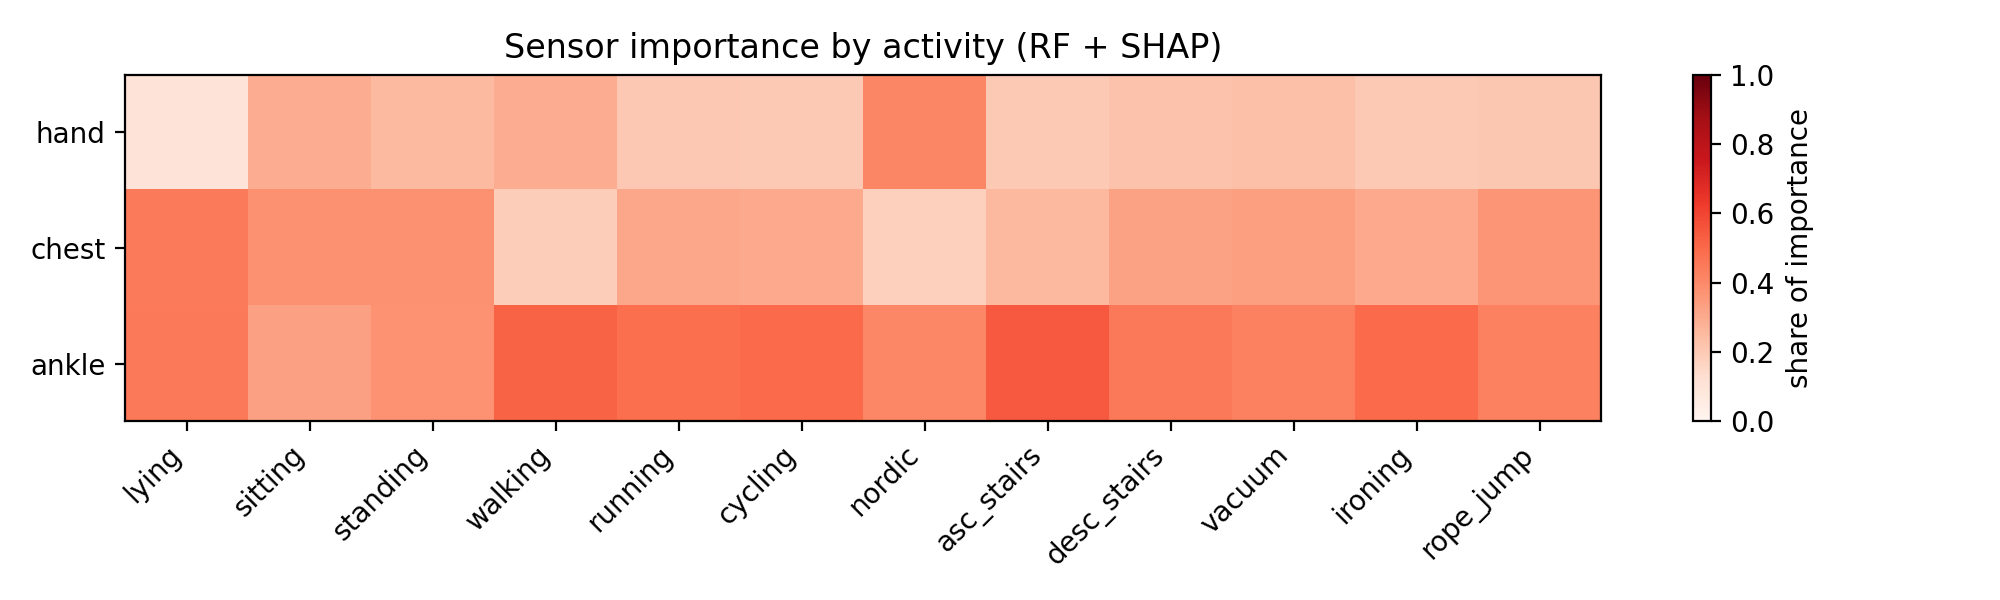 Sensor importance by activity (RF + SHAP)
hand
chest
ankle
lying
sitting
standing
walking
running
cycling
nordic
asc_stairs
desc_stairs
vacuum
ironing
rope_jump
1.0
0.8
0.6
0.4
0.2
0.0
share of importance